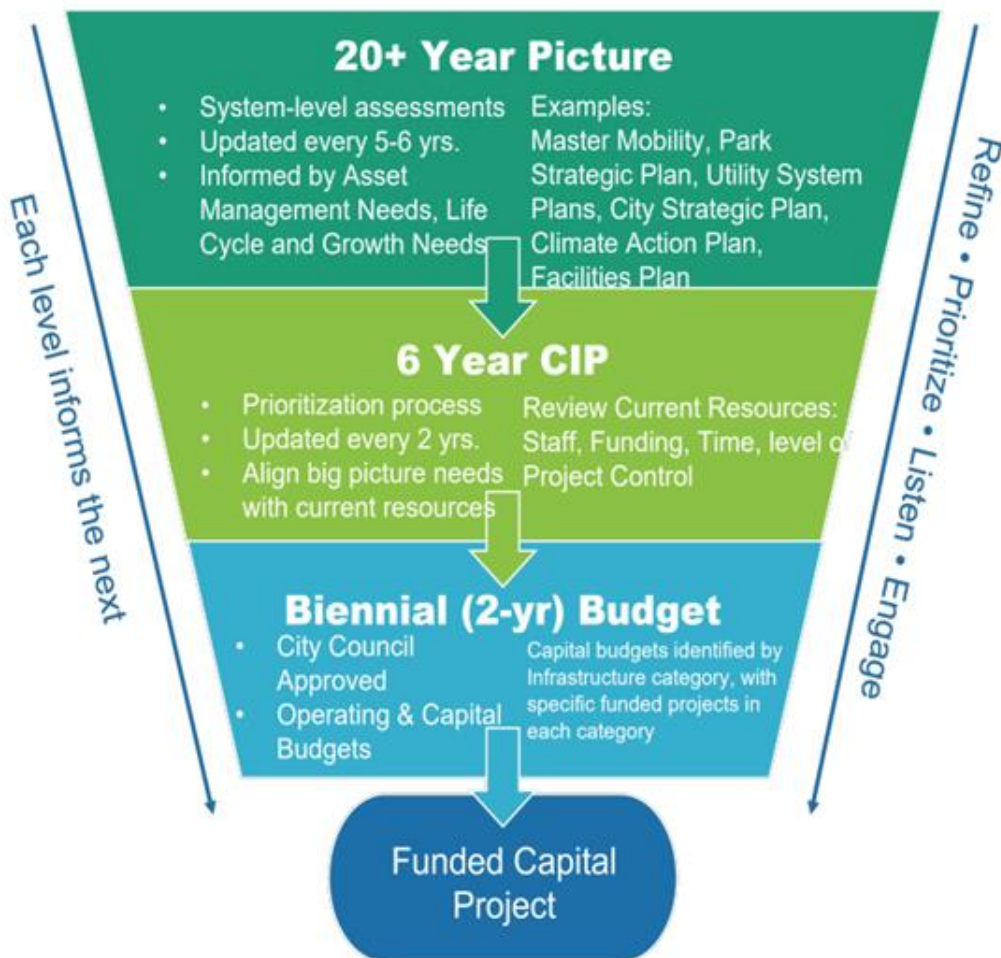 20+ Year Picture
• System-level assessments
• Updated every 5-6 yrs.
• Informed by Asset
Management Needs, Life
Cycle and Growth Needs
Examples:
Master Mobility, Park
Strategic Plan, Utility System
Plans, City Strategic Plan,
Climate Action Plan,
Facilities Plan
6 Year CIP
• Prioritization process
• Updated every 2 yrs.
• Align big picture needs
with current resources
Review Current Resources:
Staff, Funding, Time, level of
Project Control
Biennial (2-yr) Budget
• City Council
Approved
• Operating & Capital
Budgets
Capital budgets identified by
Infrastructure category, with
specific funded projects in
each category
Funded Capital
Project
Each level informs the next
Refine • Prioritize • Listen • Engage